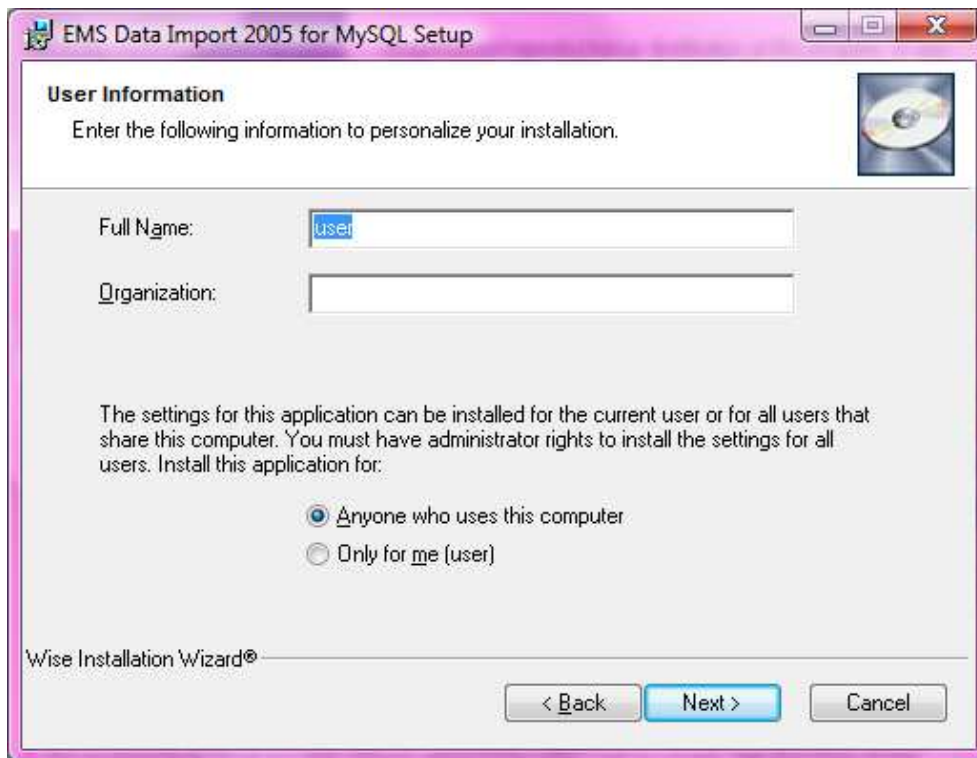 EMS Data Import 2005 for MySQL Setup
User Information
Enter the following information to personalize your installation.
Full Name:
user
Organization:
The settings for this application can be installed for the current user or for all users that
share this computer. You must have administrator rights to install the settings for all
users. Install this application for:
Anyone who uses this computer
Only for me (user)
Wise Installation Wizard®
< Back
Next >
Cancel